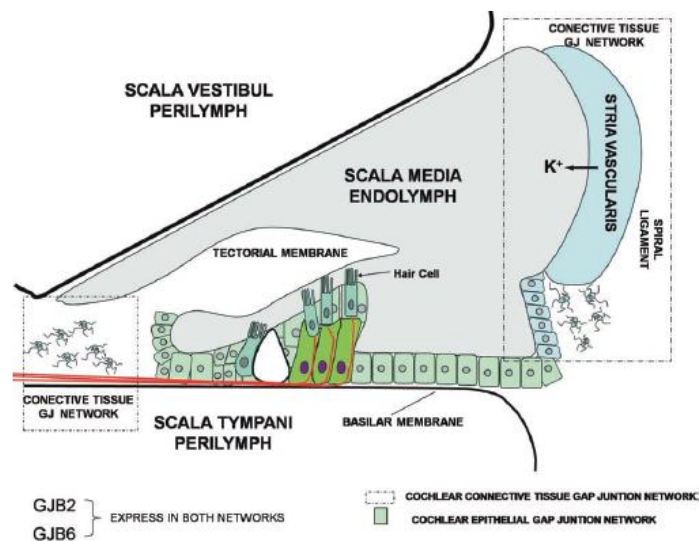 CONECTIVE TISSUE
GJ NETWORK
SCALA VESTIBUL
PERILYMPH
STRIA VASCULARIS
K+
SCALA MEDIA
ENDOLYMPH
SPIRAL
LIGAMENT
TECTORIAL MEMBRANE
Hair Cell
CONECTIVE TISSUE
GJ NETWORK
SCALA TYMPANI
PERILYMPH
BASILAR MEMBRANE
GJB2
GJB6
EXPRESS IN BOTH NETWORKS
COCHLEAR CONNECTIVE TISSUE GAP JUNTION NETWORK.
COCHLEAR EPITHELIAL GAP JUNTION NETWORK